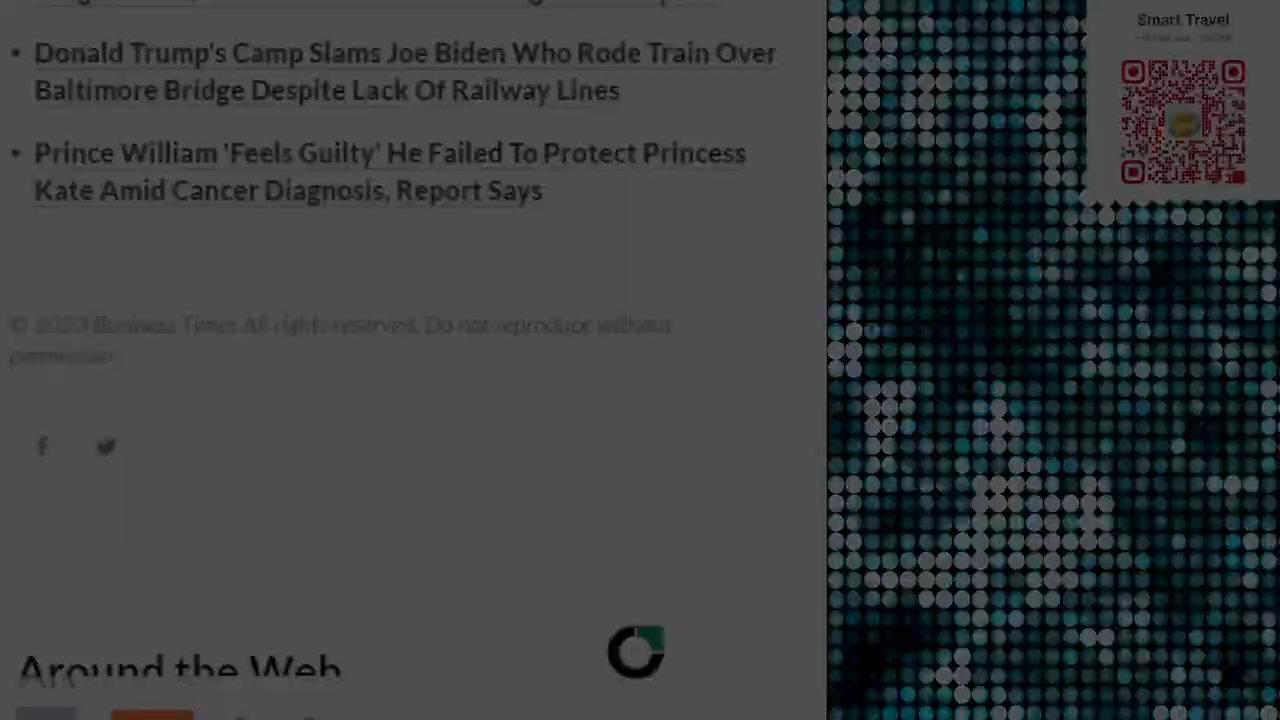 Donald Trump's Camp Slams Joe Biden Who Rode Train Over
Baltimore Bridge Despite Lack Of Railway Lines
Prince William 'Feels Guilty' He Failed To Protect Princess
Kate Amid Cancer Diagnosis, Report Says
Business Times All rights reserved. Do not reproduce without
permission.
Around the Web
Smart Travel